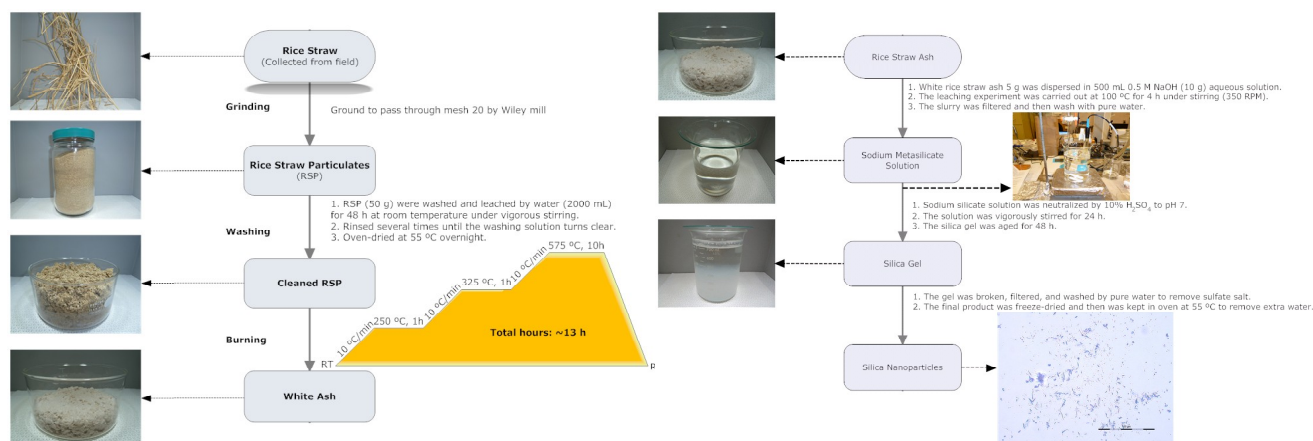 Rice Straw
(Collected from field)
Grinding
Ground to pass through mesh 20 by Wiley mill
Rice Straw Particulates
(RSP)
1. RSP (50 g) were washed and leached by water (2000 mL)
for 48 h at room temperature under vigorous stirring.
2. Rinsed several times until the washing solution turns clear.
3. Oven-dried at 55 ºC overnight.
Washing
Cleaned RSP
Burning
White Ash
RT
10 ºC/min
250 ºC, 1h
10 ºC/min
325 ºC, 1h
10 ºC/min
575 ºC, 10h
Total hours: ~13 h
Rice Straw Ash
1. White rice straw ash 5 g was dispersed in 500 mL 0.5 M NaOH (10 g) aqueous solution.
2. The leaching experiment was carried out at 100 ºC for 4 h under stirring (350 RPM).
3. The slurry was filtered and then wash with pure water.
Sodium Metasilicate
Solution
1. Sodium silicate solution was neutralized by 10% H2SO4 to pH 7.
2. The solution was vigorously stirred for 24 h.
3. The silica gel was aged for 48 h.
Silica Gel
1. The gel was broken, filtered, and washed by pure water to remove sulfate salt.
2. The final product was freeze-dried and then was kept in oven at 55 ºC to remove extra water.
Silica Nanoparticles